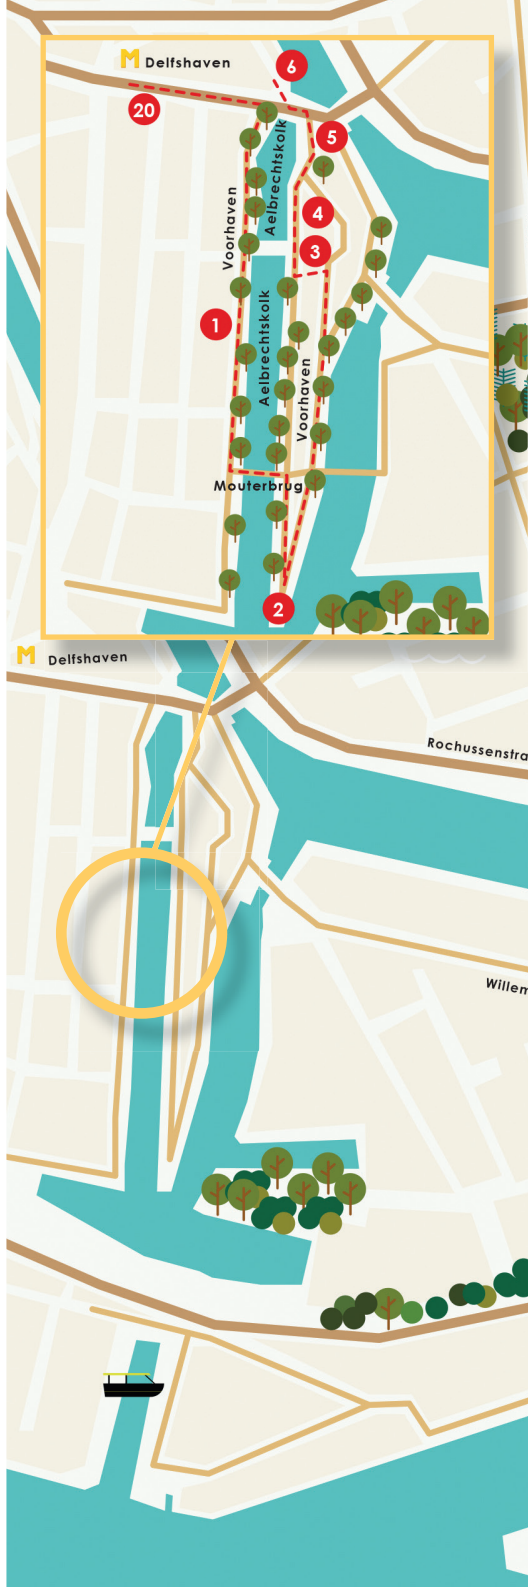 M Delfshaven
6
20
5
Aelbrechtskolk
Voorhaven
4
3
1
Aelbrechtskolk
Voorhaven
Mouterbrug
2
M Delfshaven
Rochussenstra
Willem